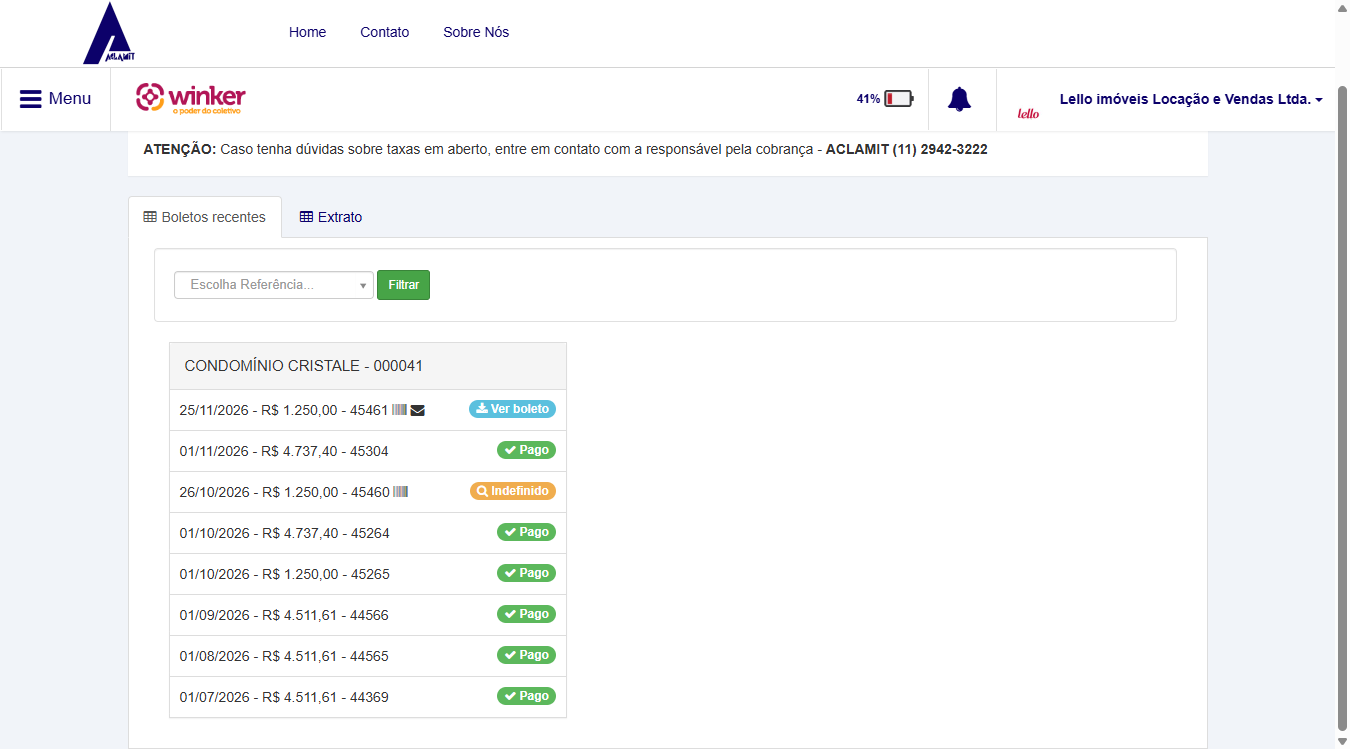 ACLAMIT
Home Contato Sobre Nós
Menu winker 41% lello Lello imóveis Locação e Vendas Ltda.
o poder do coletivo
ATENÇÃO: Caso tenha dúvidas sobre taxas em aberto, entre em contato com a responsável pela cobrança - ACLAMIT (11) 2942-3222
Boletos recentes Extrato
Escolha Referência... Filtrar
CONDOMÍNIO CRISTALE - 000041
25/11/2026 - R$ 1.250,00 - 45461 Ver boleto
01/11/2026 - R$ 4.737,40 - 45304 Pago
26/10/2026 - R$ 1.250,00 - 45460 Indefinido
01/10/2026 - R$ 4.737,40 - 45264 Pago
01/10/2026 - R$ 1.250,00 - 45265 Pago
01/09/2026 - R$ 4.511,61 - 44566 Pago
01/08/2026 - R$ 4.511,61 - 44565 Pago
01/07/2026 - R$ 4.511,61 - 44369 Pago